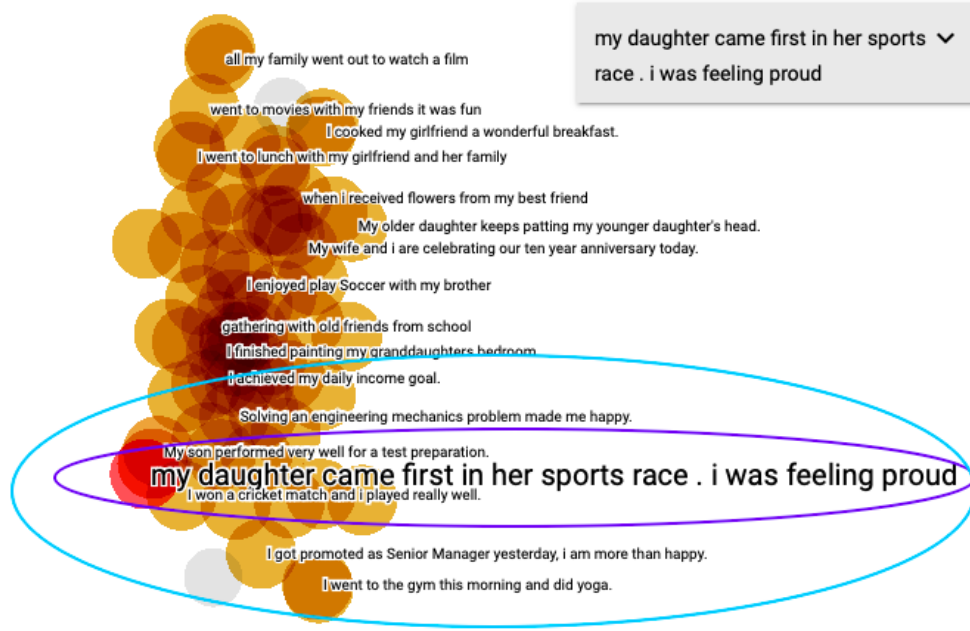 my daughter came first in her sports
race . i was feeling proud
all my family went out to watch a film
went to movies with my friends it was fun
I cooked my girlfriend a wonderful breakfast.
I went to lunch with my girlfriend and her family
when i received flowers from my best friend
My older daughter keeps patting my younger daughter's head.
My wife and i are celebrating our ten year anniversary today.
I enjoyed play Soccer with my brother
gathering with old friends from school
I finished painting my granddaughters bedroom
i achieved my daily income goal.
Solving an engineering mechanics problem made me happy.
My son performed very well for a test preparation.
my daughter came first in her sports race . i was feeling proud
I won a cricket match and i played really well.
I got promoted as Senior Manager yesterday, i am more than happy.
I went to the gym this morning and did yoga.